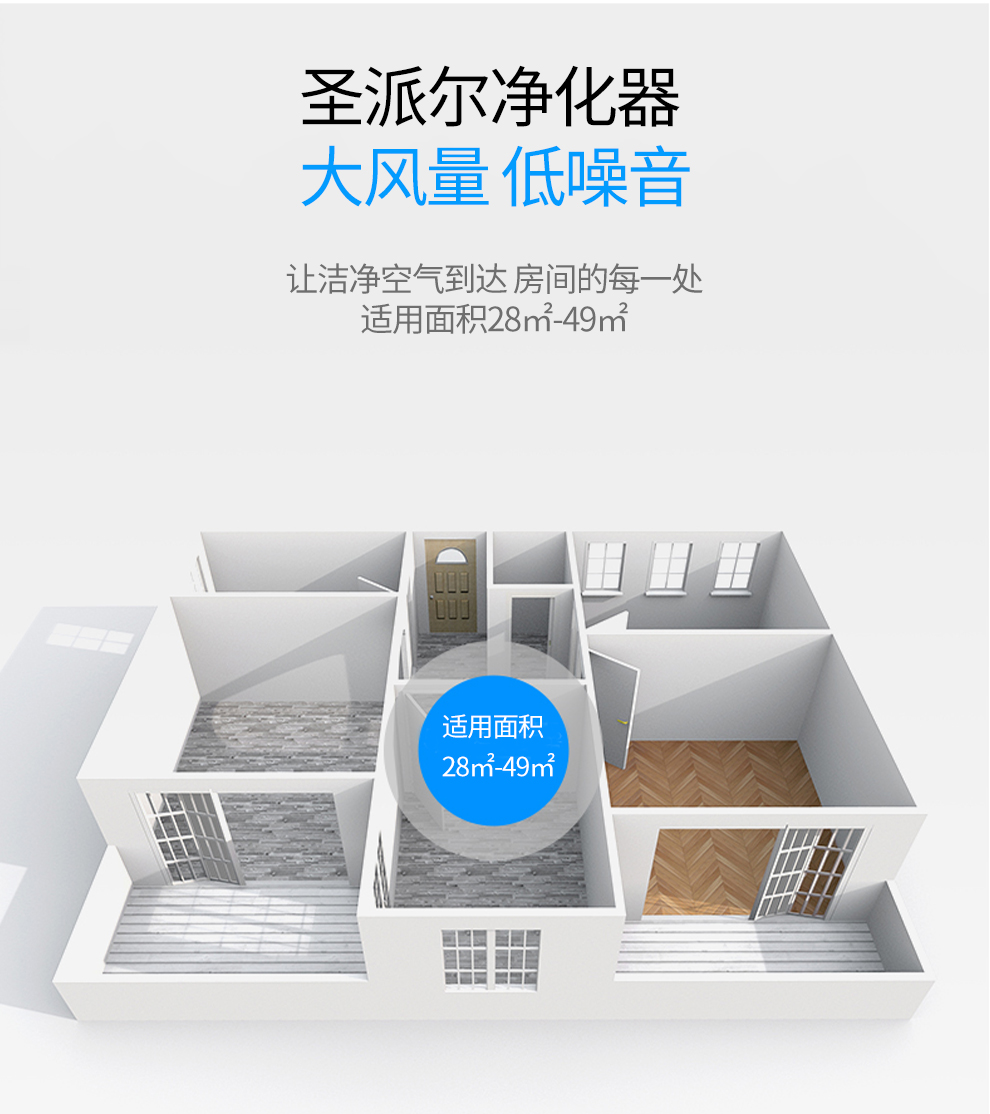 圣派尔净化器
大风量 低噪音
让洁净空气到达 房间的每一处
适用面积28㎡-49㎡
适用面积
28㎡-49㎡